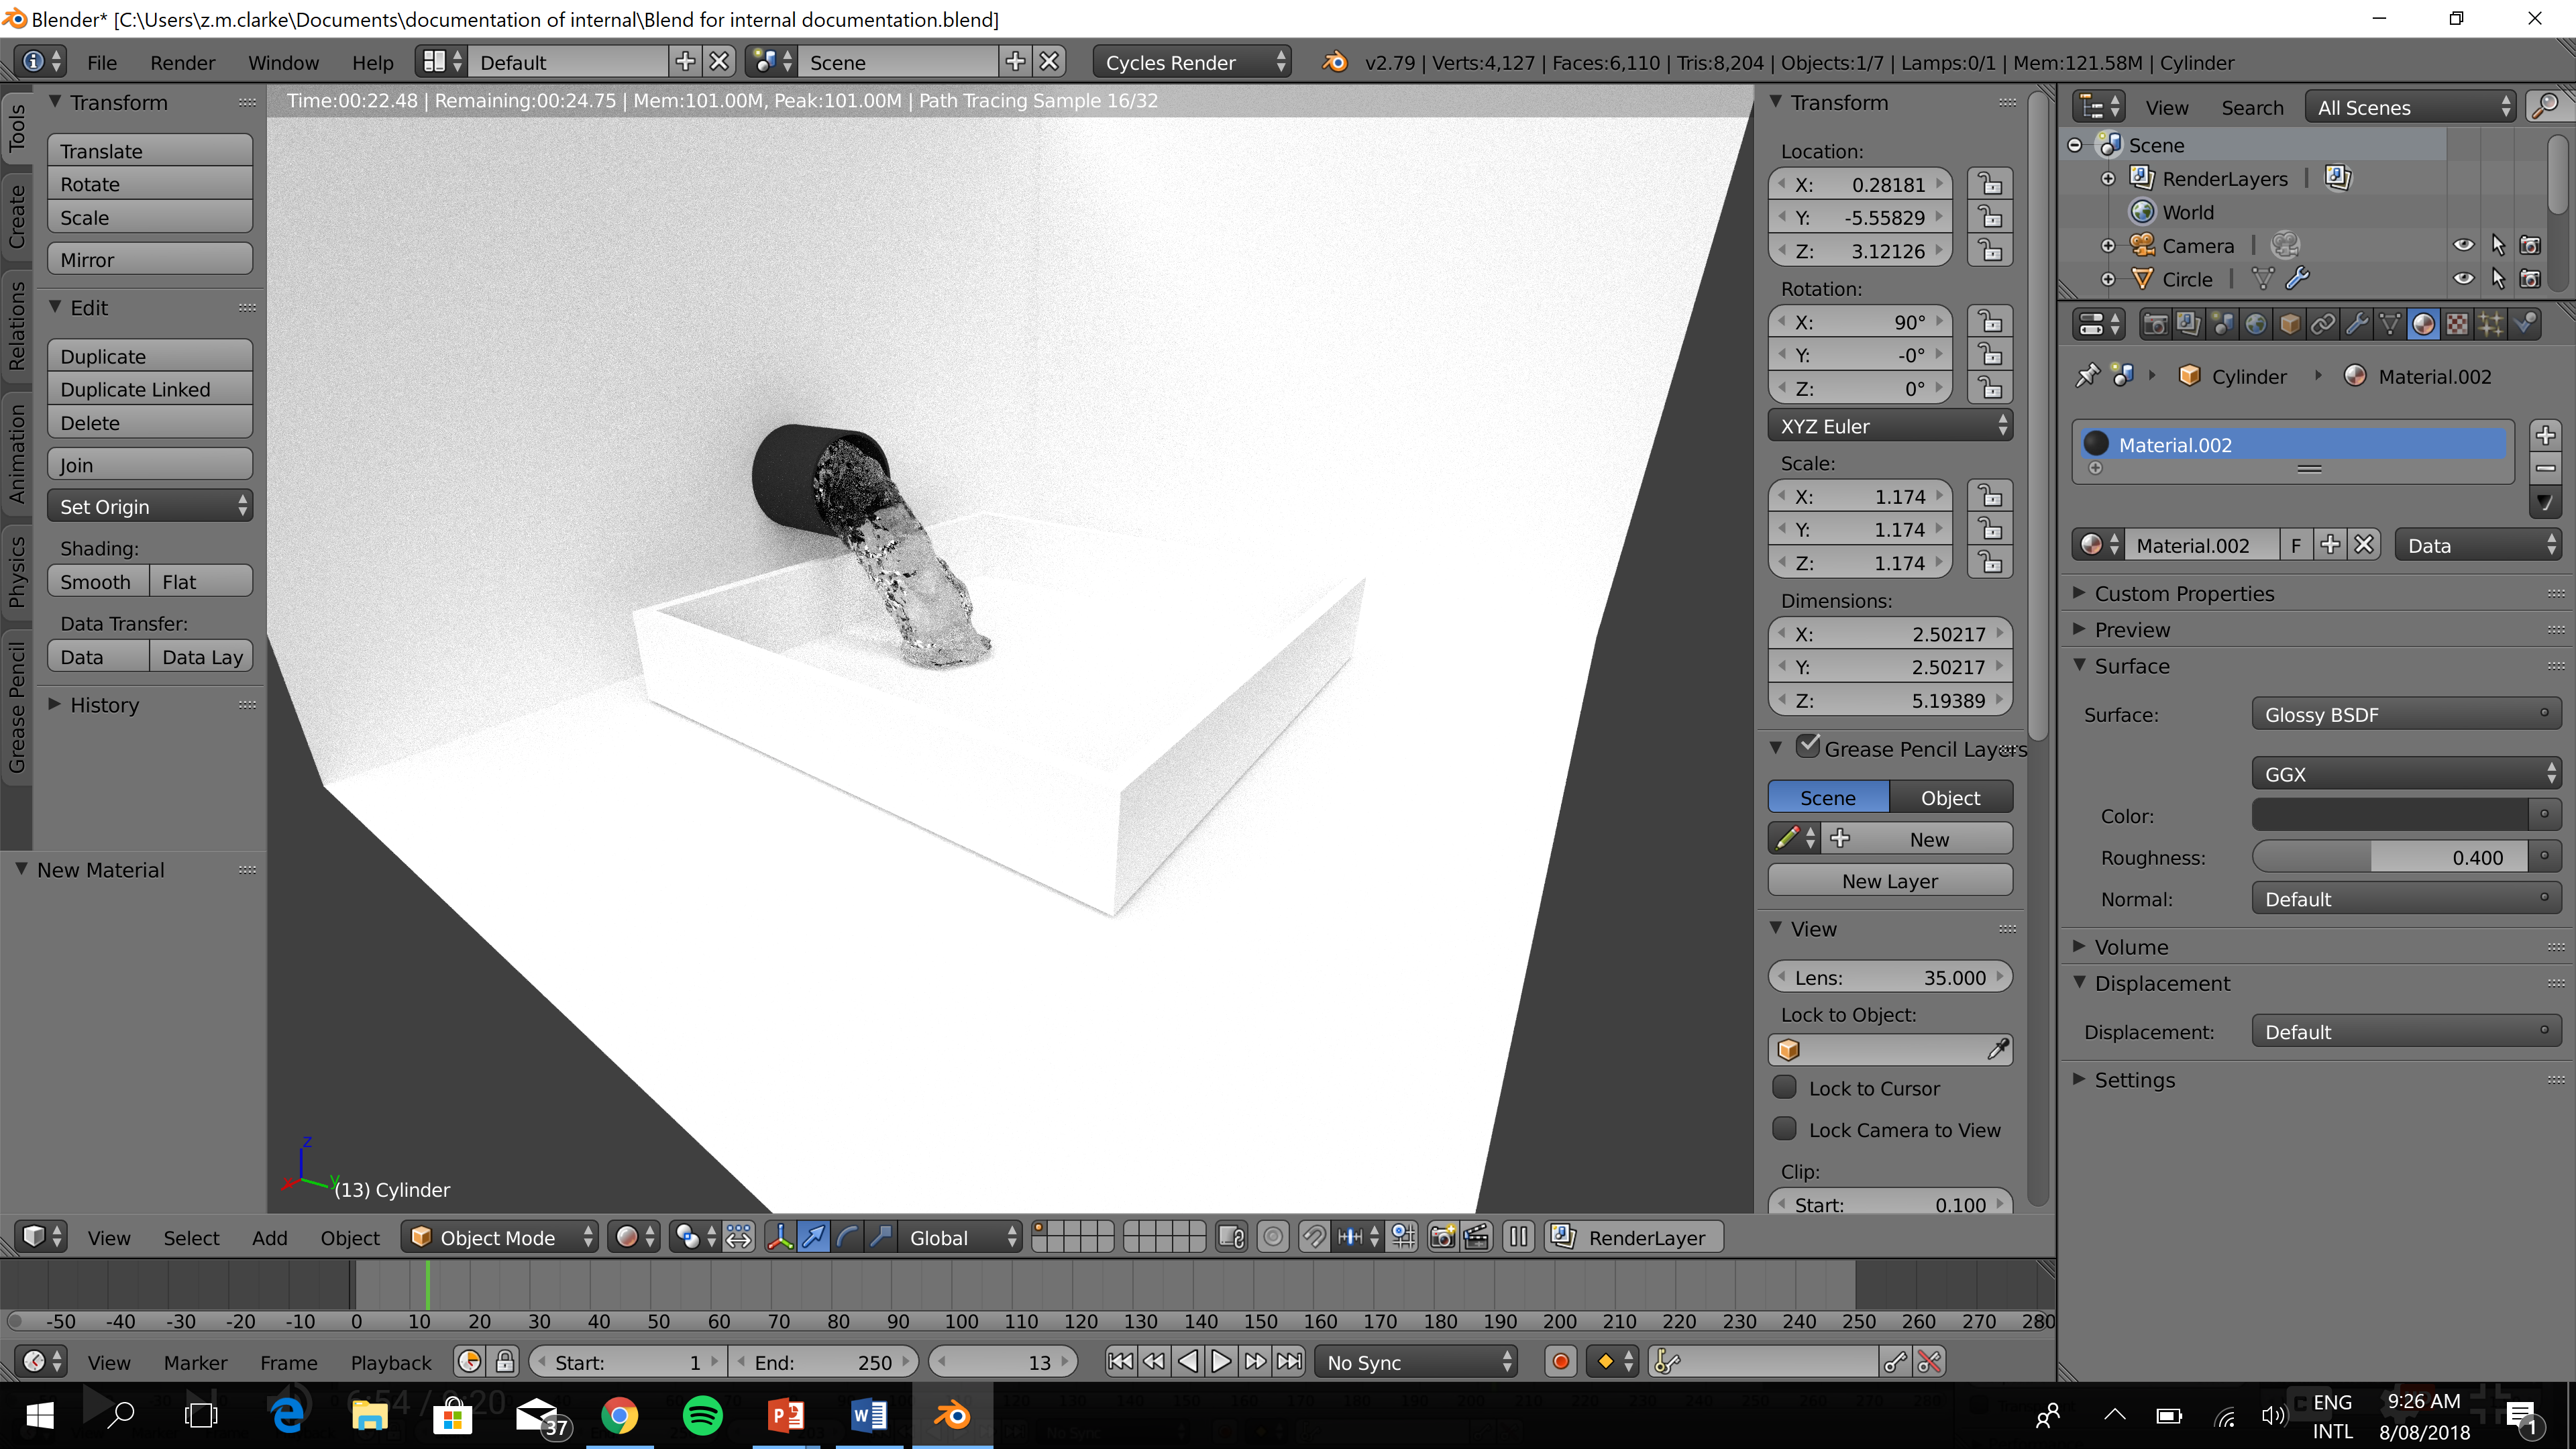 Blender* [C:\Users\z.m.clarke\Documents\documentation of internal\Blend for internal documentation.blend]
File Render Window Help Default Scene Cycles Render v2.79 | Verts:4,127 | Faces:6,110 | Tris:8,204 | Objects:1/7 | Lamps:0/1 | Mem:121.58M | Cylinder
Tools
Create
Relations
Animation
Physics
Grease Pencil
Transform
Translate
Rotate
Scale
Mirror
Edit
Duplicate
Duplicate Linked
Delete
Join
Set Origin
Shading:
Smooth Flat
Data Transfer:
Data Data Lay
History
New Material
Time:00:22.48 | Remaining:00:24.75 | Mem:101.00M, Peak:101.00M | Path Tracing Sample 16/32
z
x
y
(13) Cylinder
Transform
Location:
X: 0.28181
Y: -5.55829
Z: 3.12126
Rotation:
X: 90°
Y: -0°
Z: 0°
XYZ Euler
Scale:
X: 1.174
Y: 1.174
Z: 1.174
Dimensions:
X: 2.50217
Y: 2.50217
Z: 5.19389
Grease Pencil Layers
Scene Object
New
New Layer
View
Lens: 35.000
Lock to Object:
Lock to Cursor
Lock Camera to View
Clip:
Start: 0.100
View Search All Scenes
Scene
RenderLayers |
World
Camera |
Circle |
Cylinder Material.002
Material.002
Material.002 F Data
Custom Properties
Preview
Surface
Surface: Glossy BSDF
GGX
Color:
Roughness: 0.400
Normal: Default
Volume
Displacement
Displacement: Default
Settings
View Select Add Object Object Mode Global RenderLayer
-50 -40 -30 -20 -10 0 10 20 30 40 50 60 70 80 90 100 110 120 130 140 150 160 170 180 190 200 210 220 230 240 250 260 270 280
View Marker Frame Playback Start: 1 End: 250 13 No Sync
6:54 / 20
37
ENG
INTL
9:26 AM
8/08/2018
1